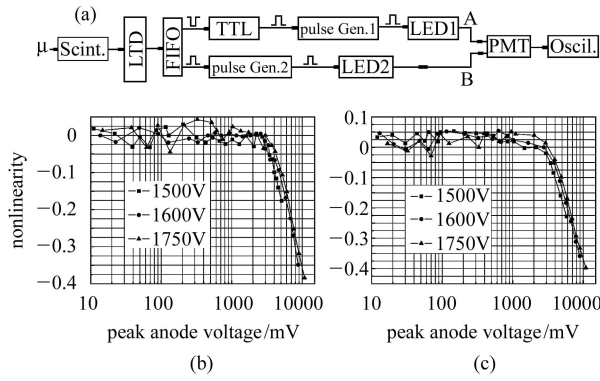 (a)
μ Scint. LTD FIFO TTL pulse Gen.1 LED1 A PMT Oscil.
pulse Gen.2 LED2 B
nonlinearity
0
−0.1
−0.2
−0.3
−0.4
1500V
1600V
1750V
10 100 1000 10000
peak anode voltage/mV
(b)
0.1
0
−0.1
−0.2
−0.3
−0.4
1500V
1600V
1750V
10 100 1000 10000
peak anode voltage/mV
(c)